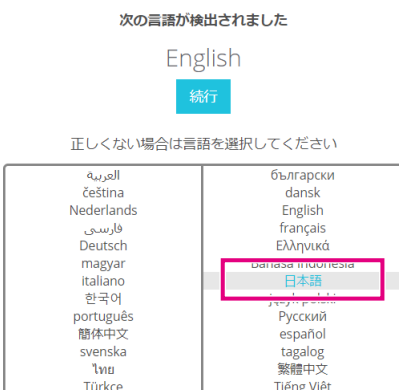 次の言語が検出されました
English
続行
正しくない場合は言語を選択してください
العربية
български
čeština
dansk
Nederlands
English
فارسی
français
Deutsch
Ελληνικά
magyar
Bahasa Indonesia
italiano
日本語
한국어
język polski
português
Русский
简体中文
español
svenska
tagalog
ไทย
繁體中文
Türkçe
Tiếng Việt